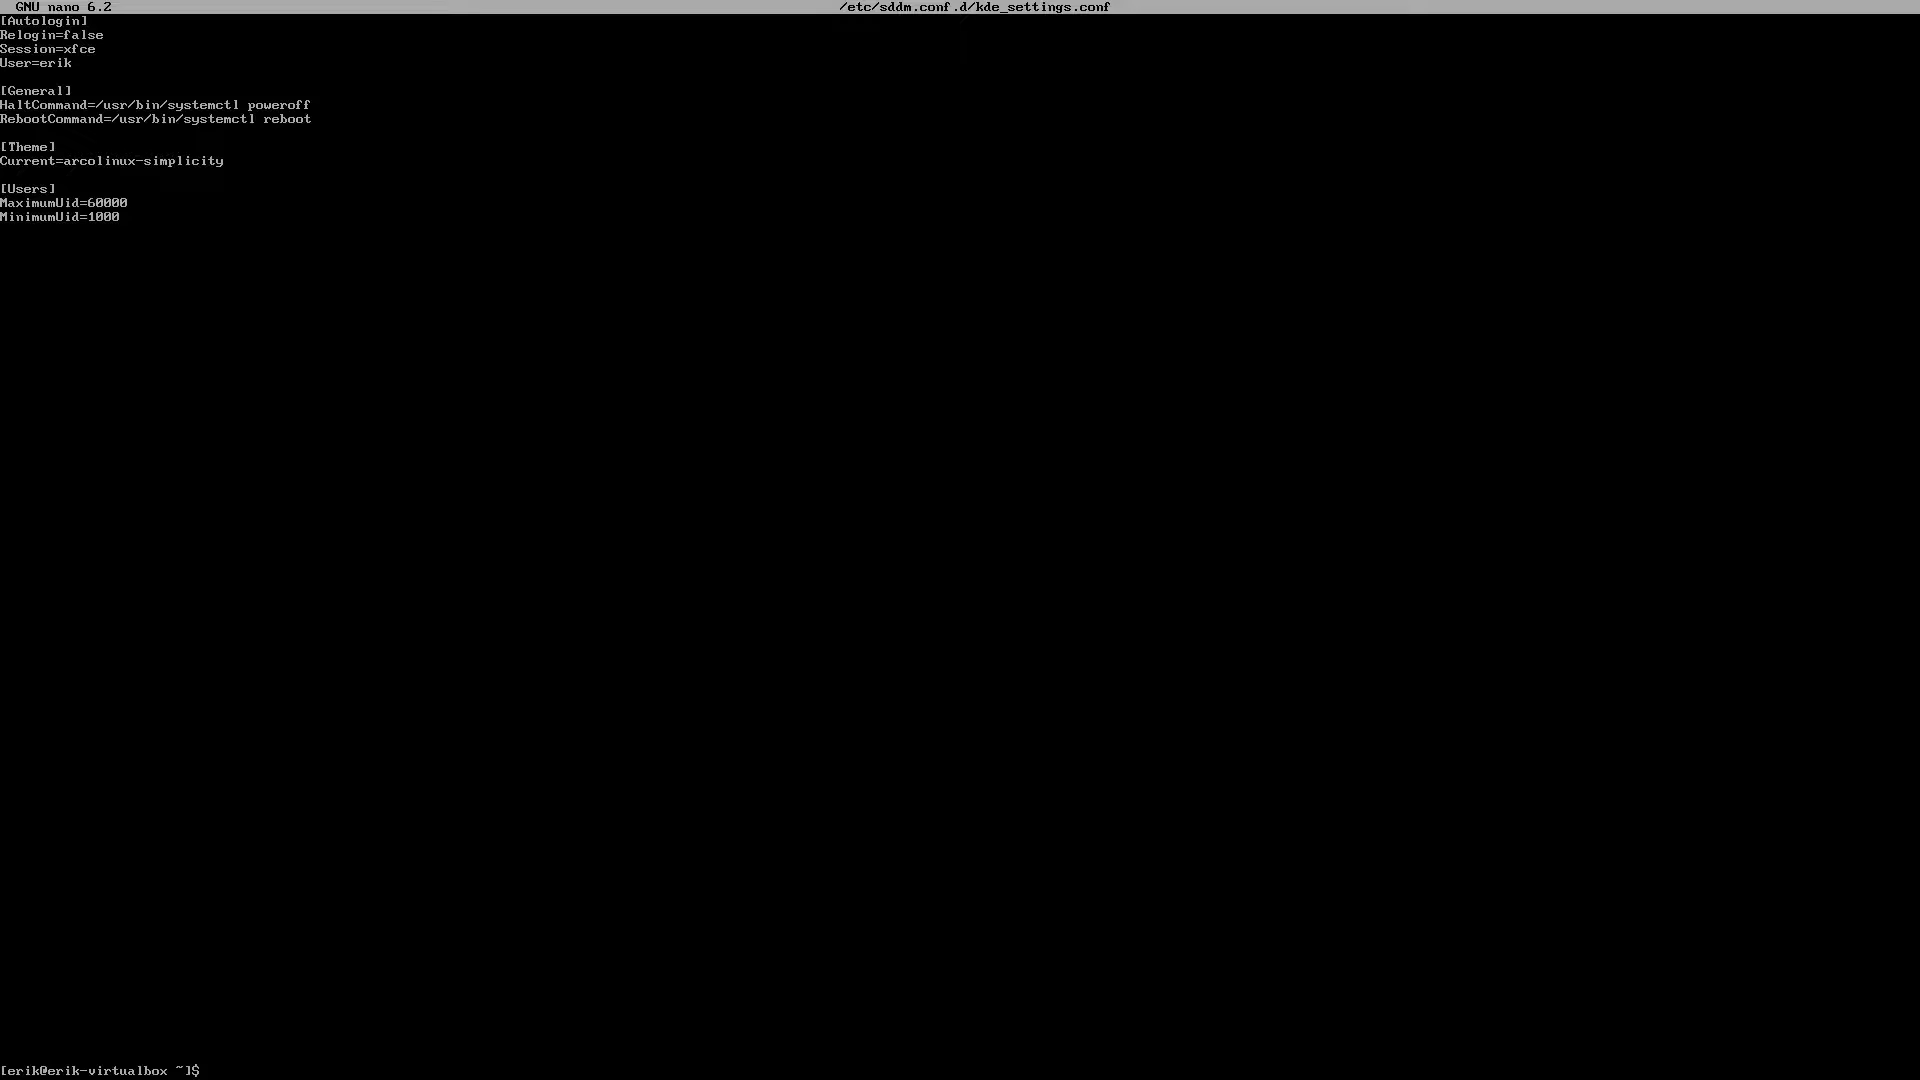 GNU nano 6.2 /etc/sddm.conf.d/kde_settings.conf
[Autologin]
Relogin=false
Session=xfce
User=erik
[General]
HaltCommand=/usr/bin/systemctl poweroff
RebootCommand=/usr/bin/systemctl reboot
[Theme]
Current=arcolinux-simplicity
[Users]
MaximumUid=60000
MinimumUid=1000
[erik@erik-virtualbox ~]$